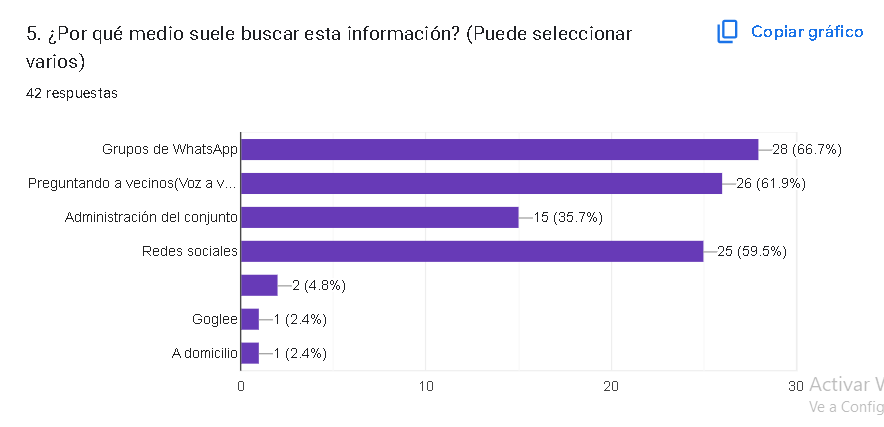 5. ¿Por qué medio suele buscar esta información? (Puede seleccionar
varios)
Copiar gráfico
42 respuestas
Grupos de WhatsApp
28 (66.7%)
Preguntando a vecinos(Voz a v...
26 (61.9%)
Administración del conjunto
15 (35.7%)
Redes sociales
25 (59.5%)
2 (4.8%)
Goglee
1 (2.4%)
A domicilio
1 (2.4%)
0
10
20
30
Activar
Ve a Config